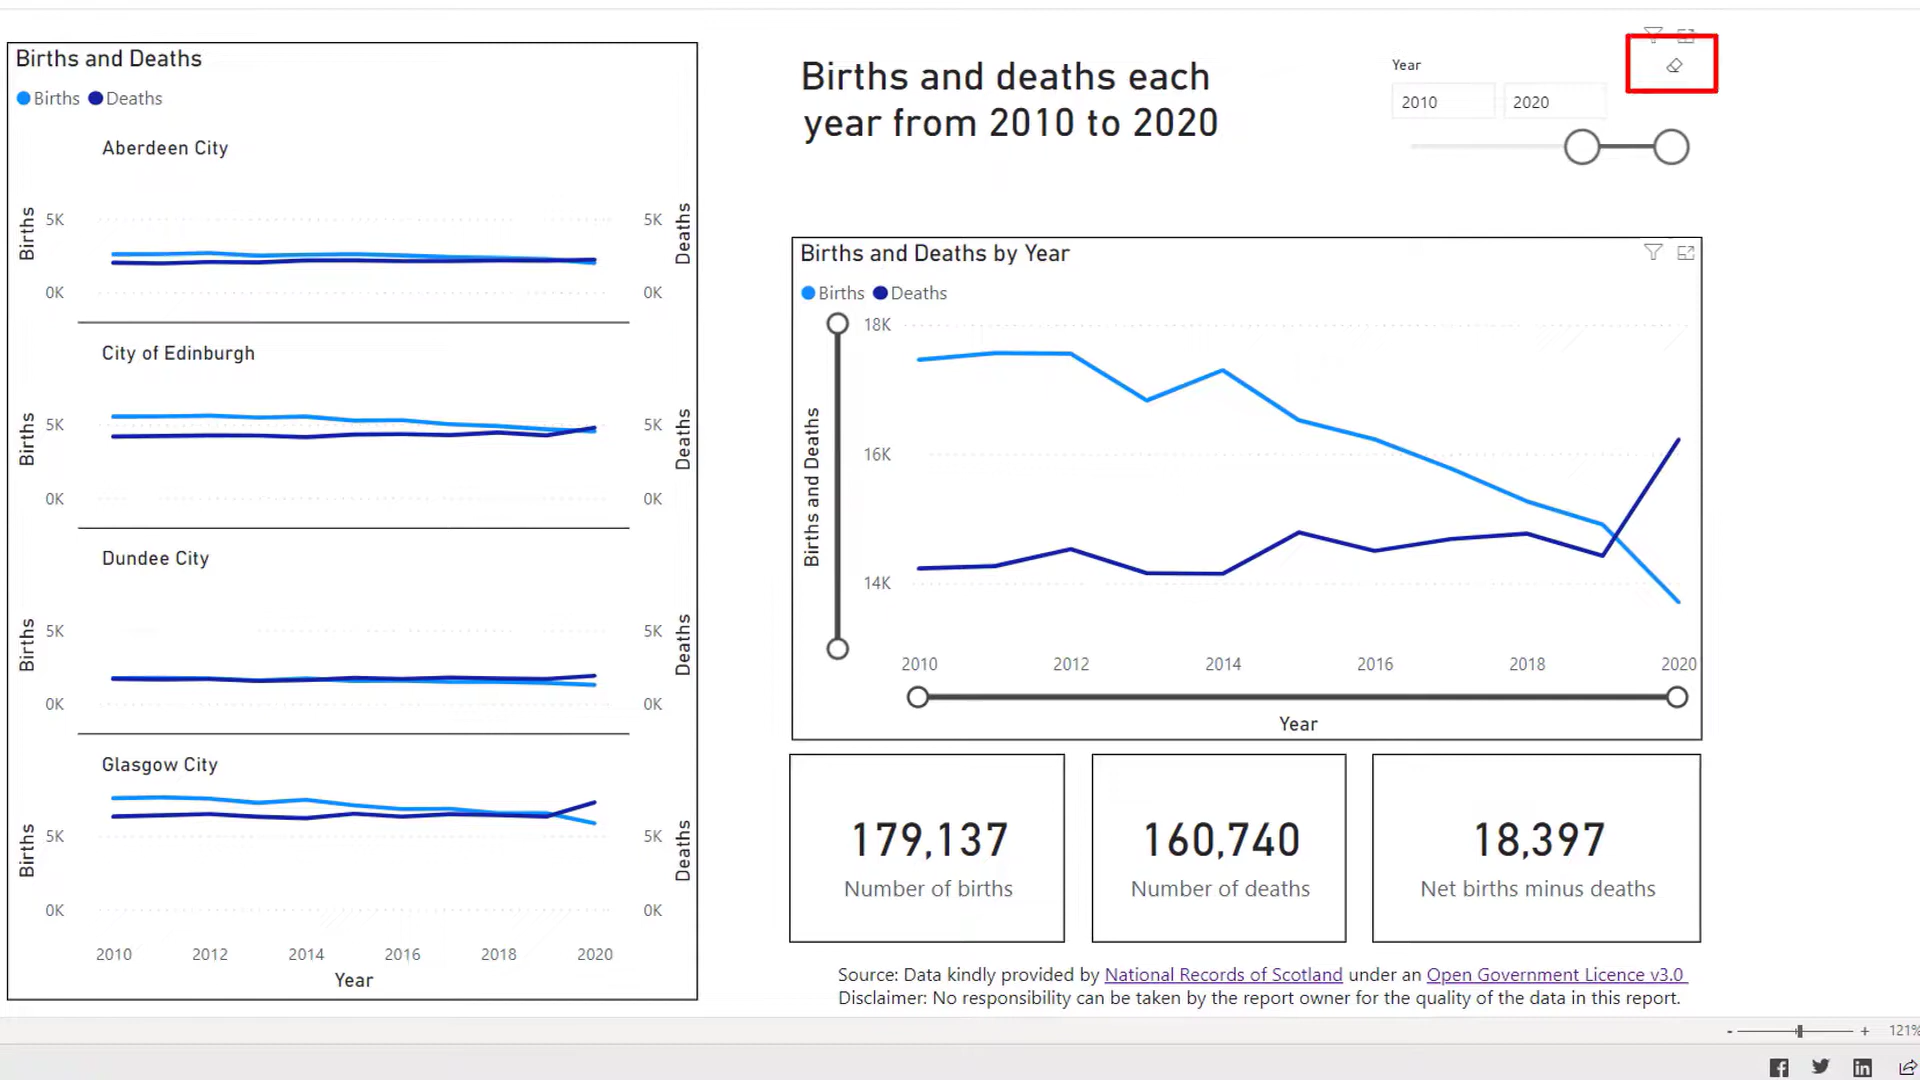 Births and Deaths
Births Deaths
Aberdeen City
Births
5K
0K
5K
0K
Deaths
City of Edinburgh
Births
5K
0K
5K
0K
Deaths
Dundee City
Births
5K
0K
5K
0K
Deaths
Glasgow City
Births
5K
0K
5K
0K
Deaths
2010 2012 2014 2016 2018 2020
Year
Births and deaths each
year from 2010 to 2020
Year
2010 2020
Births and Deaths by Year
Births Deaths
Births and Deaths
18K
16K
14K
2010 2012 2014 2016 2018 2020
Year
179,137
Number of births
160,740
Number of deaths
18,397
Net births minus deaths
Source: Data kindly provided by National Records of Scotland under an Open Government Licence v3.0
Disclaimer: No responsibility can be taken by the report owner for the quality of the data in this report.
- + 121%